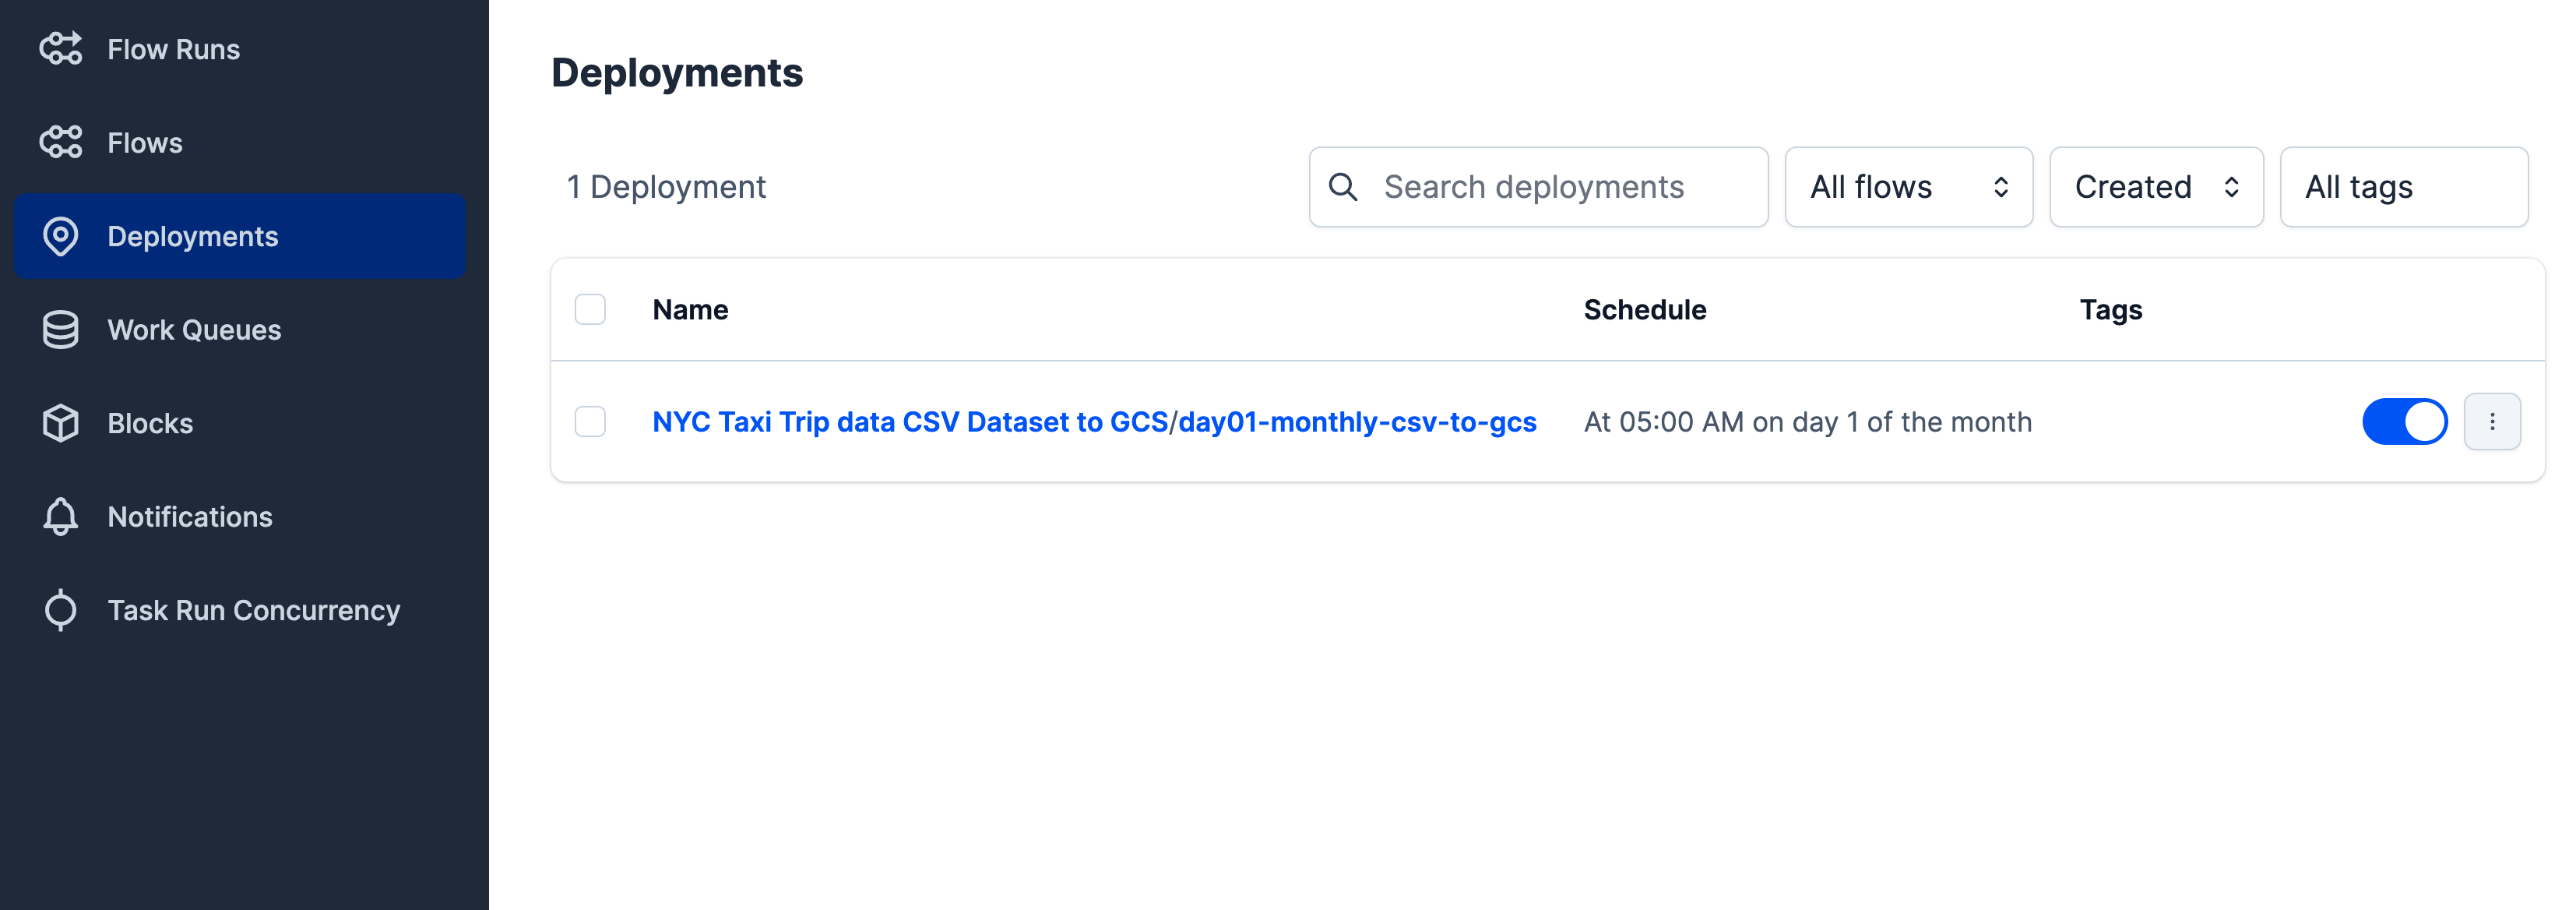 Flow Runs
Flows
Deployments
Work Queues
Blocks
Notifications
Task Run Concurrency
Deployments
1 Deployment
Search deployments
All flows
Created
All tags
Name Schedule Tags
NYC Taxi Trip data CSV Dataset to GCS/day01-monthly-csv-to-gcs At 05:00 AM on day 1 of the month